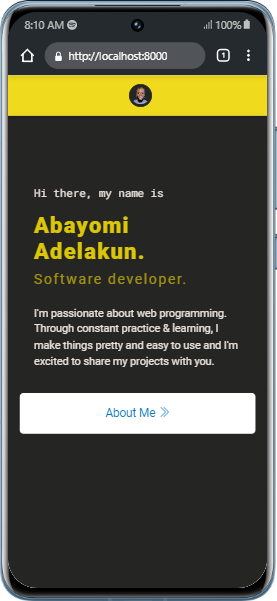 8:10 AM
100%
http://localhost:8000
1
Hi there, my name is
Abayomi
Adelakun.
Software developer.
I'm passionate about web programming.
Through constant practice & learning, I
make things pretty and easy to use and I'm
excited to share my projects with you.
About Me